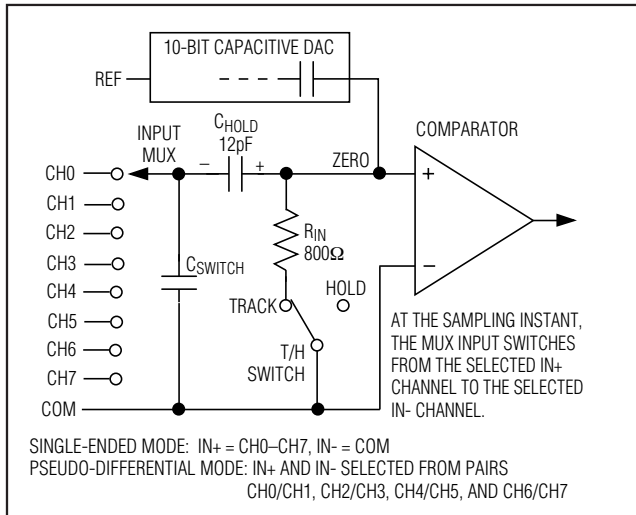 10-BIT CAPACITIVE DAC
REF
INPUT
MUX
CHOLD
12pF
COMPARATOR
ZERO
− +
+
−
CH0
CH1
CH2
CH3
CH4
CH5
CH6
CH7
COM
CSWITCH
RIN
800Ω
TRACK
HOLD
T/H
SWITCH
AT THE SAMPLING INSTANT,
THE MUX INPUT SWITCHES
FROM THE SELECTED IN+
CHANNEL TO THE SELECTED
IN- CHANNEL.
SINGLE-ENDED MODE: IN+ = CH0–CH7, IN- = COM
PSEUDO-DIFFERENTIAL MODE: IN+ AND IN- SELECTED FROM PAIRS
CH0/CH1, CH2/CH3, CH4/CH5, AND CH6/CH7